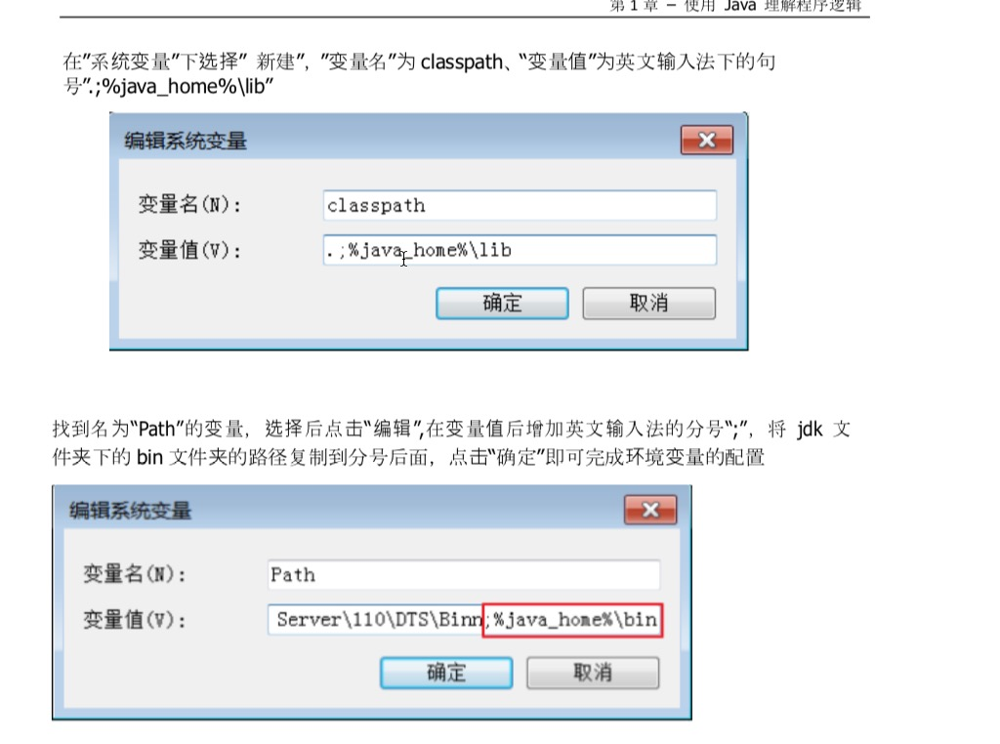 第 1 章 – 使用 Java 理解程序逻辑
在”系统变量”下选择” 新建”，”变量名”为 classpath、“变量值”为英文输入法下的句
号”.;%java_home%\lib”
编辑系统变量
变量名(N):
classpath
变量值(V):
.;%java_home%\lib
确定
取消
找到名为“Path”的变量，选择后点击“编辑”,在变量值后增加英文输入法的分号“;”，将 jdk 文
件夹下的 bin 文件夹的路径复制到分号后面，点击“确定”即可完成环境变量的配置
编辑系统变量
变量名(N):
Path
变量值(V):
Server\110\DTS\Binn;%java_home%\bin
确定
取消